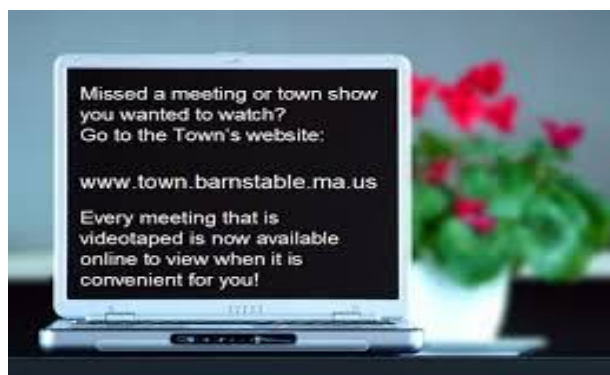 Missed a meeting or town show
you wanted to watch?
Go to the Town's website:
www.town.barnstable.ma.us
Every meeting that is
videotaped is now available
online to view when it is
convenient for you!